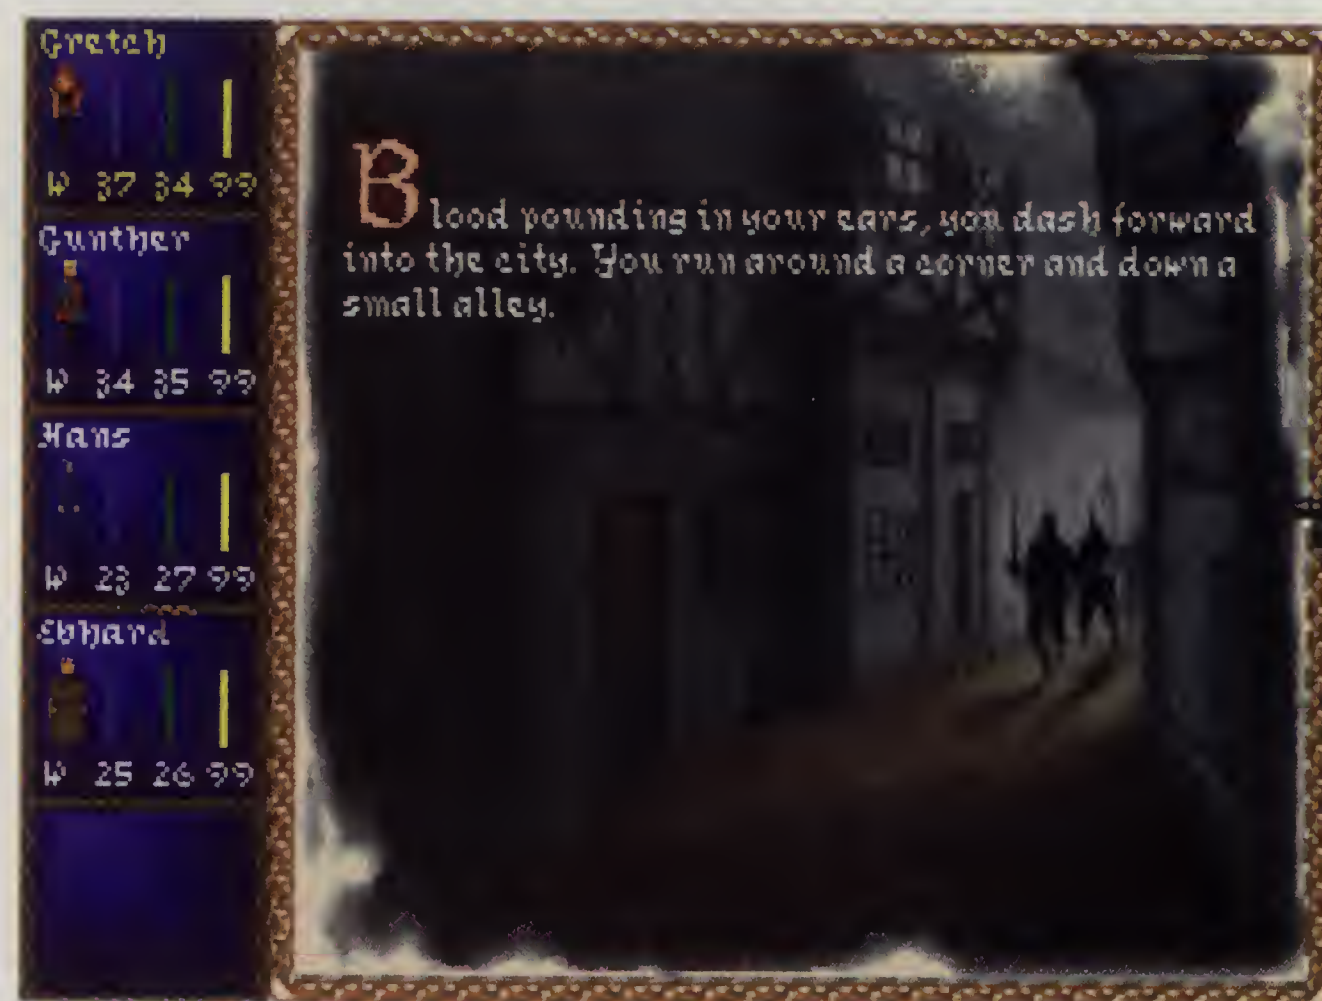 Gretch
W 37 34 99
Gunther
W 34 35 99
Hans
W 23 27 99
Ebhard
W 25 26 99
Blood pounding in your ears, you dash forward
into the city. You run around a corner and down a
small alley.